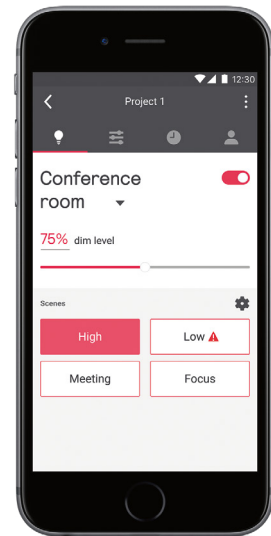 12:30
Project 1
Conference
room
75% dim level
Scenes
High
Low
Meeting
Focus